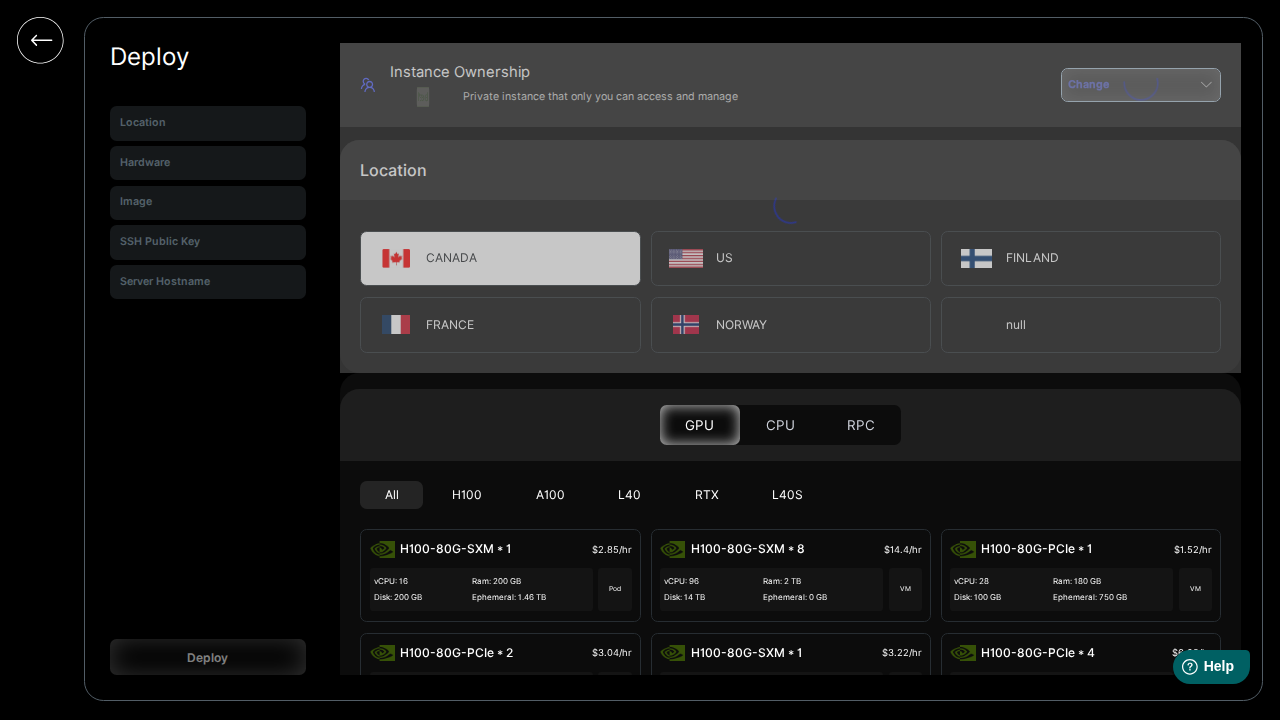 Deploy
Location
Hardware
Image
SSH Public Key
Server Hostname
Deploy
Instance Ownership
Private instance that only you can access and manage
Change
Location
CANADA
US
FINLAND
FRANCE
NORWAY
null
GPU
CPU
RPC
All
H100
A100
L40
RTX
L40S
H100-80G-SXM * 1
$2.85/hr
vCPU: 16
Ram: 200 GB
Disk: 200 GB
Ephemeral: 1.46 TB
Pod
H100-80G-SXM * 8
$14.4/hr
vCPU: 96
Ram: 2 TB
Disk: 14 TB
Ephemeral: 0 GB
VM
H100-80G-PCIe * 1
$1.52/hr
vCPU: 28
Ram: 180 GB
Disk: 100 GB
Ephemeral: 750 GB
VM
H100-80G-PCIe * 2
$3.04/hr
H100-80G-SXM * 1
$3.22/hr
H100-80G-PCIe * 4
Help